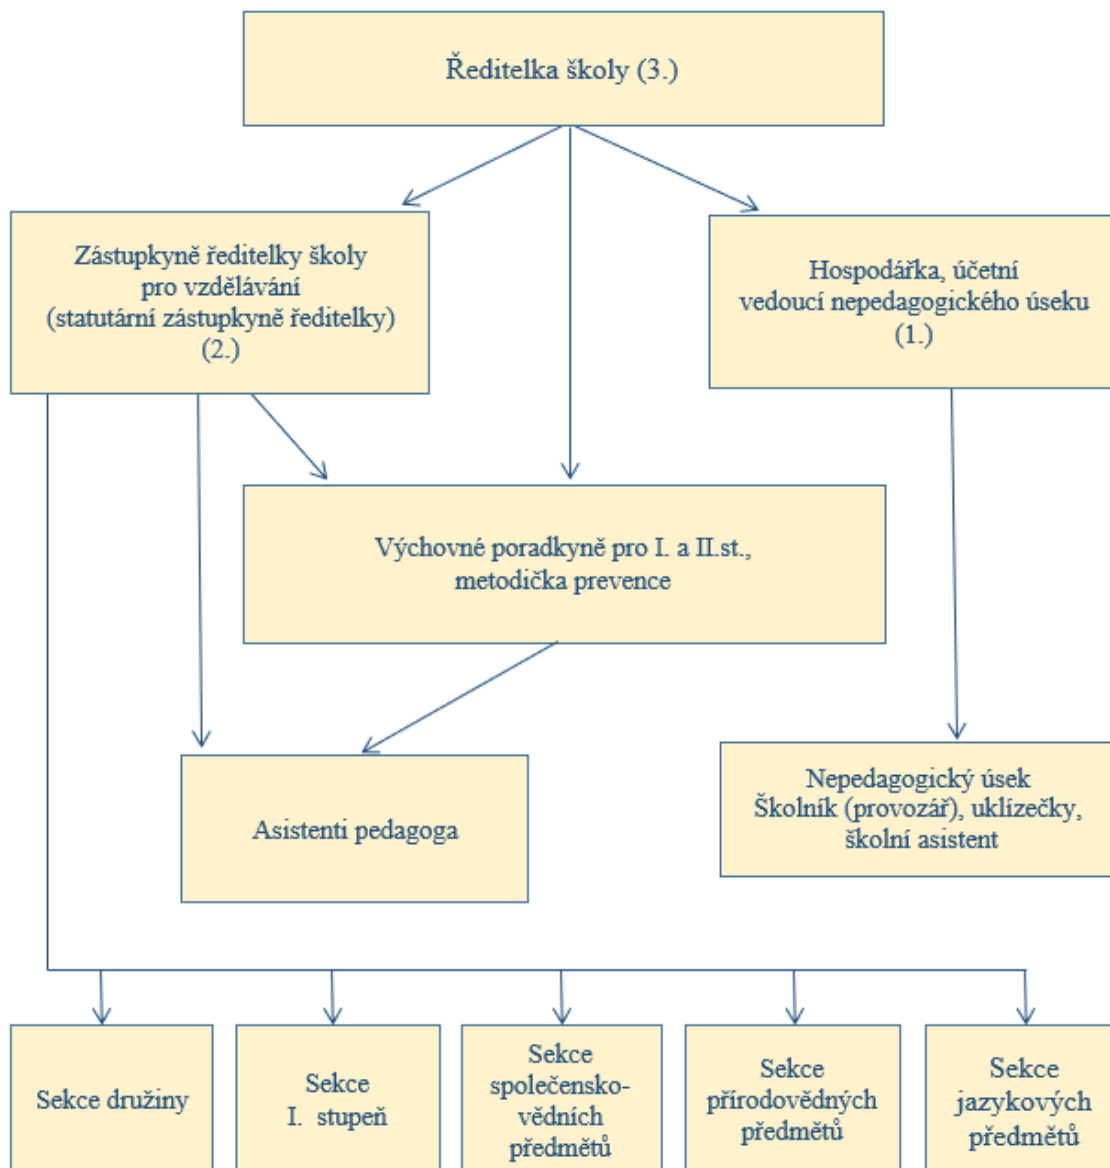 Ředitelka školy (3.)
Zástupkyně ředitelky školy
pro vzdělávání
(statutární zástupkyně ředitelky)
(2.)
Hospodářka, účetní
vedoucí nepedagogického úseku
(1.)
Výchovné poradkyně pro I. a II.st.,
metodička prevence
Asistenti pedagoga
Nepedagogický úsek
Školník (provozář), uklízečky,
školní asistent
Sekce družiny
Sekce
I. stupeň
Sekce
společensko-
vědních
předmětů
Sekce
přírodovědných
předmětů
Sekce
jazykových
předmětů